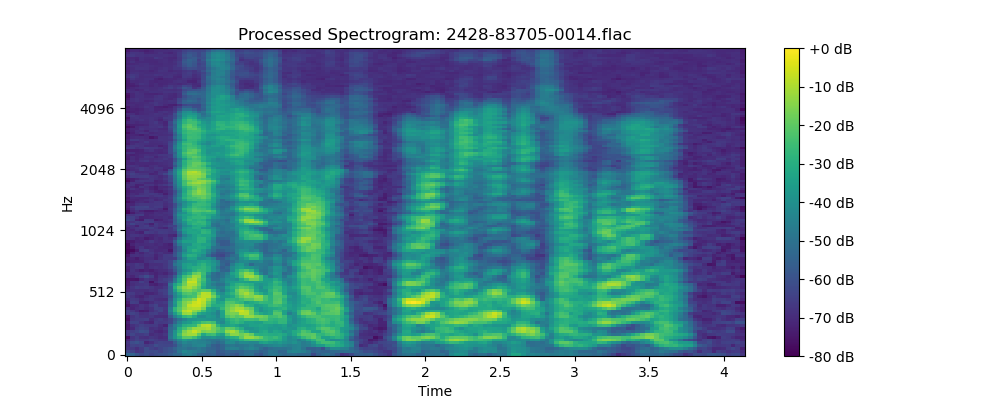 Processed Spectrogram: 2428-83705-0014.flac
Hz
4096
2048
1024
512
0
0 0.5 1 1.5 2 2.5 3 3.5 4
Time
+0 dB
-10 dB
-20 dB
-30 dB
-40 dB
-50 dB
-60 dB
-70 dB
-80 dB